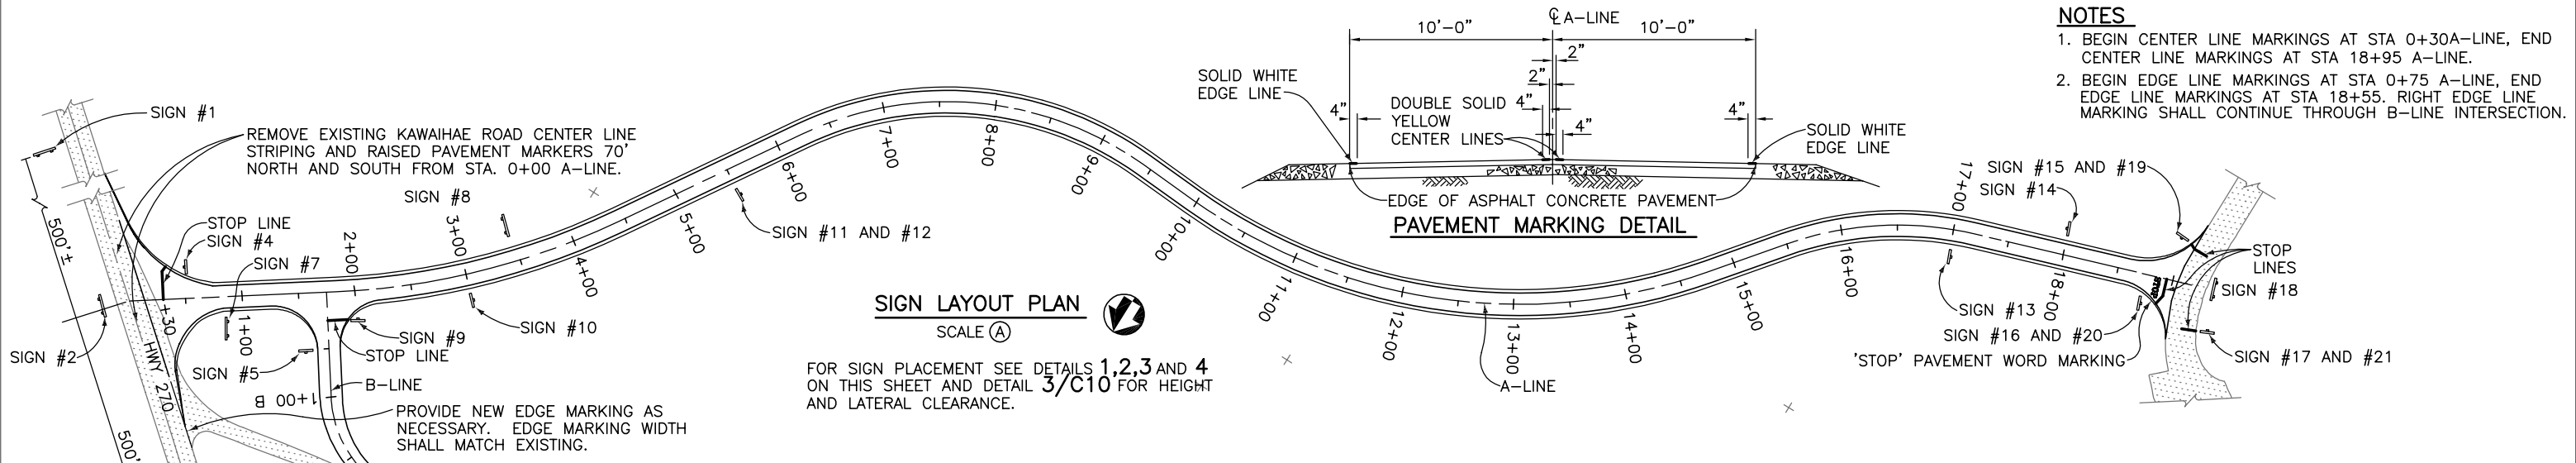 SIGN #1
REMOVE EXISTING KAWAIHAE ROAD CENTER LINE
STRIPING AND RAISED PAVEMENT MARKERS 70'
NORTH AND SOUTH FROM STA. 0+00 A-LINE.
SIGN #8
STOP LINE
SIGN #4
SIGN #7
500'±
SIGN #2
+30
HWY 270
1+00
SIGN #5
2+00
3+00
4+00
5+00
6+00
7+00
8+00
9+00
10+00
11+00
12+00
13+00
14+00
15+00
16+00
17+00
18+00
SIGN #9
STOP LINE
SIGN #10
SIGN #11 AND #12
B-LINE
1+00 B
500'
PROVIDE NEW EDGE MARKING AS
NECESSARY. EDGE MARKING WIDTH
SHALL MATCH EXISTING.
SIGN LAYOUT PLAN
SCALE A
FOR SIGN PLACEMENT SEE DETAILS 1,2,3 AND 4
ON THIS SHEET AND DETAIL 3/C10 FOR HEIGHT
AND LATERAL CLEARANCE.
A-LINE
℄ A-LINE
10'-0"
10'-0"
2"
2"
4"
4"
4"
4"
SOLID WHITE
EDGE LINE
DOUBLE SOLID
YELLOW
CENTER LINES
SOLID WHITE
EDGE LINE
EDGE OF ASPHALT CONCRETE PAVEMENT
PAVEMENT MARKING DETAIL
NOTES
1. BEGIN CENTER LINE MARKINGS AT STA 0+30A-LINE, END
CENTER LINE MARKINGS AT STA 18+95 A-LINE.
2. BEGIN EDGE LINE MARKINGS AT STA 0+75 A-LINE, END
EDGE LINE MARKINGS AT STA 18+55. RIGHT EDGE LINE
MARKING SHALL CONTINUE THROUGH B-LINE INTERSECTION.
SIGN #15 AND #19
SIGN #14
STOP
LINES
SIGN #18
SIGN #13
SIGN #16 AND #20
'STOP' PAVEMENT WORD MARKING
STOP
SIGN #17 AND #21